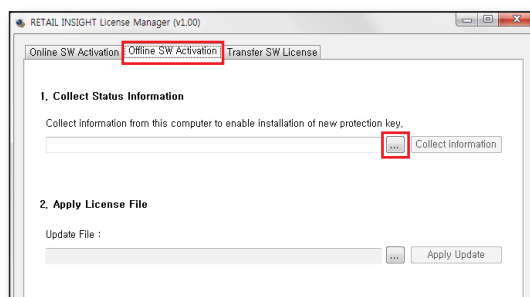 RETAIL INSIGHT License Manager (v1.00)
Online SW Activation Offline SW Activation Transfer SW License
1. Collect Status Information
Collect information from this computer to enable installation of new protection key.
... Collect information
2. Apply License File
Update File :
... Apply Update